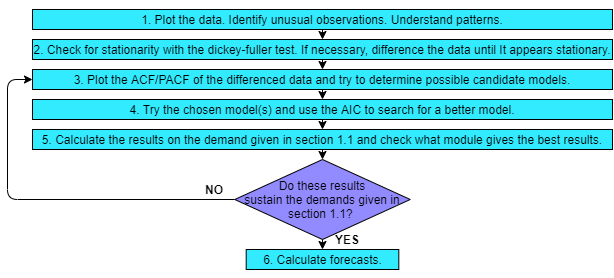 1. Plot the data. Identify unusual observations. Understand patterns.
2. Check for stationarity with the dickey-fuller test. If necessary, difference the data until It appears stationary.
3. Plot the ACF/PACF of the differenced data and try to determine possible candidate models.
4. Try the chosen model(s) and use the AIC to search for a better model.
5. Calculate the results on the demand given in section 1.1 and check what module gives the best results.
Do these results
sustain the demands given in
section 1.1?
NO
YES
6. Calculate forecasts.